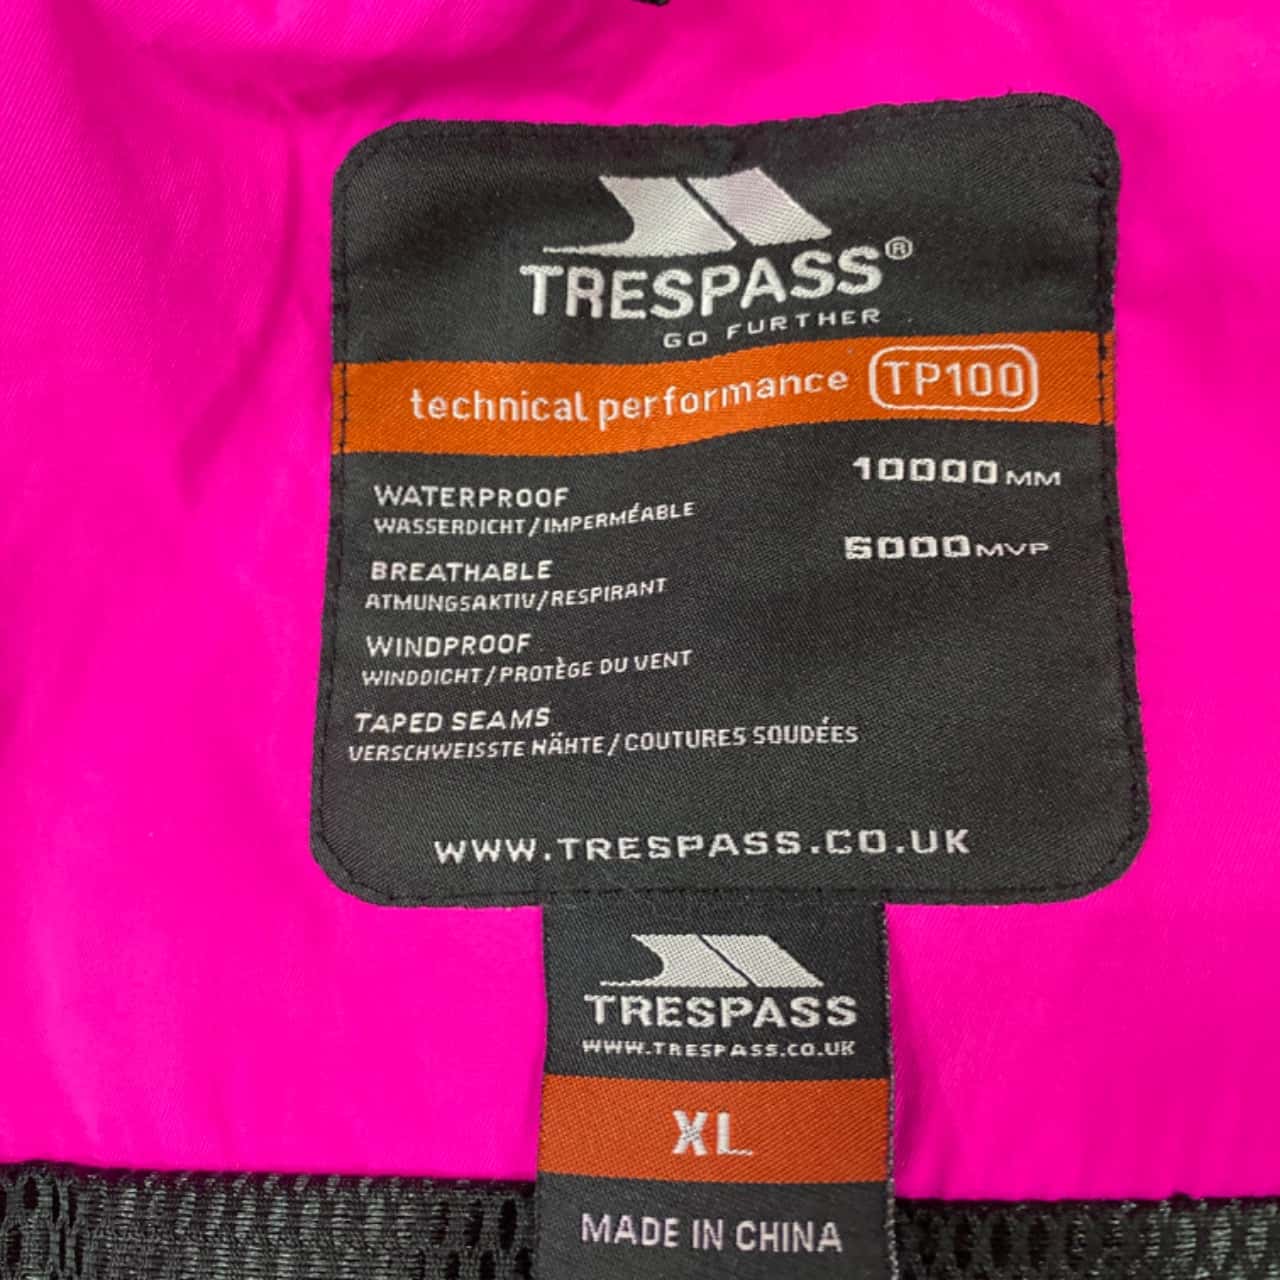 TRESPASS®
GO FURTHER
technical performance TP100
WATERPROOF 10000MM
WASSERDICHT/IMPERMÉABLE
BREATHABLE 5000MVP
ATMUNGSAKTIV/RESPIRANT
WINDPROOF
WINDDICHT/PROTÈGE DU VENT
TAPED SEAMS
VERSCHWEISSTE NÄHTE/COUTURES SOUDÉES
WWW.TRESPASS.CO.UK
TRESPASS
WWW.TRESPASS.CO.UK
XL
MADE IN CHINA